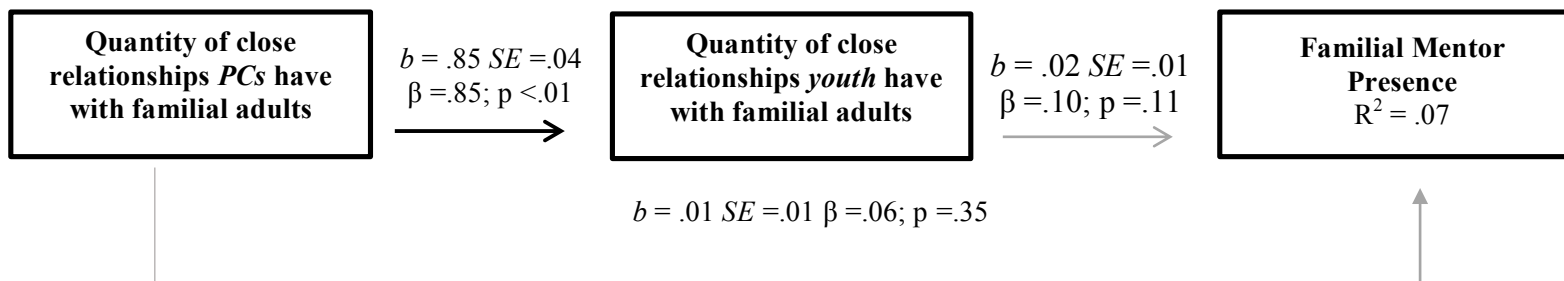 Quantity of close
relationships PCs have
with familial adults
b = .85 SE =.04
β =.85; p <.01
Quantity of close
relationships youth have
with familial adults
b = .02 SE =.01
β =.10; p =.11
Familial Mentor
Presence
R² = .07
b = .01 SE =.01 β =.06; p =.35